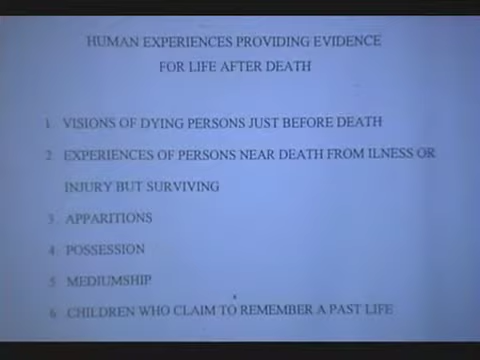 HUMAN EXPERIENCES PROVIDING EVIDENCE
FOR LIFE AFTER DEATH
1 VISIONS OF DYING PERSONS JUST BEFORE DEATH
2 EXPERIENCES OF PERSONS NEAR DEATH FROM ILNESS OR
INJURY BUT SURVIVING
3 APPARITIONS
4 POSSESSION
5 MEDIUMSHIP
6 CHILDREN WHO CLAIM TO REMEMBER A PAST LIFE